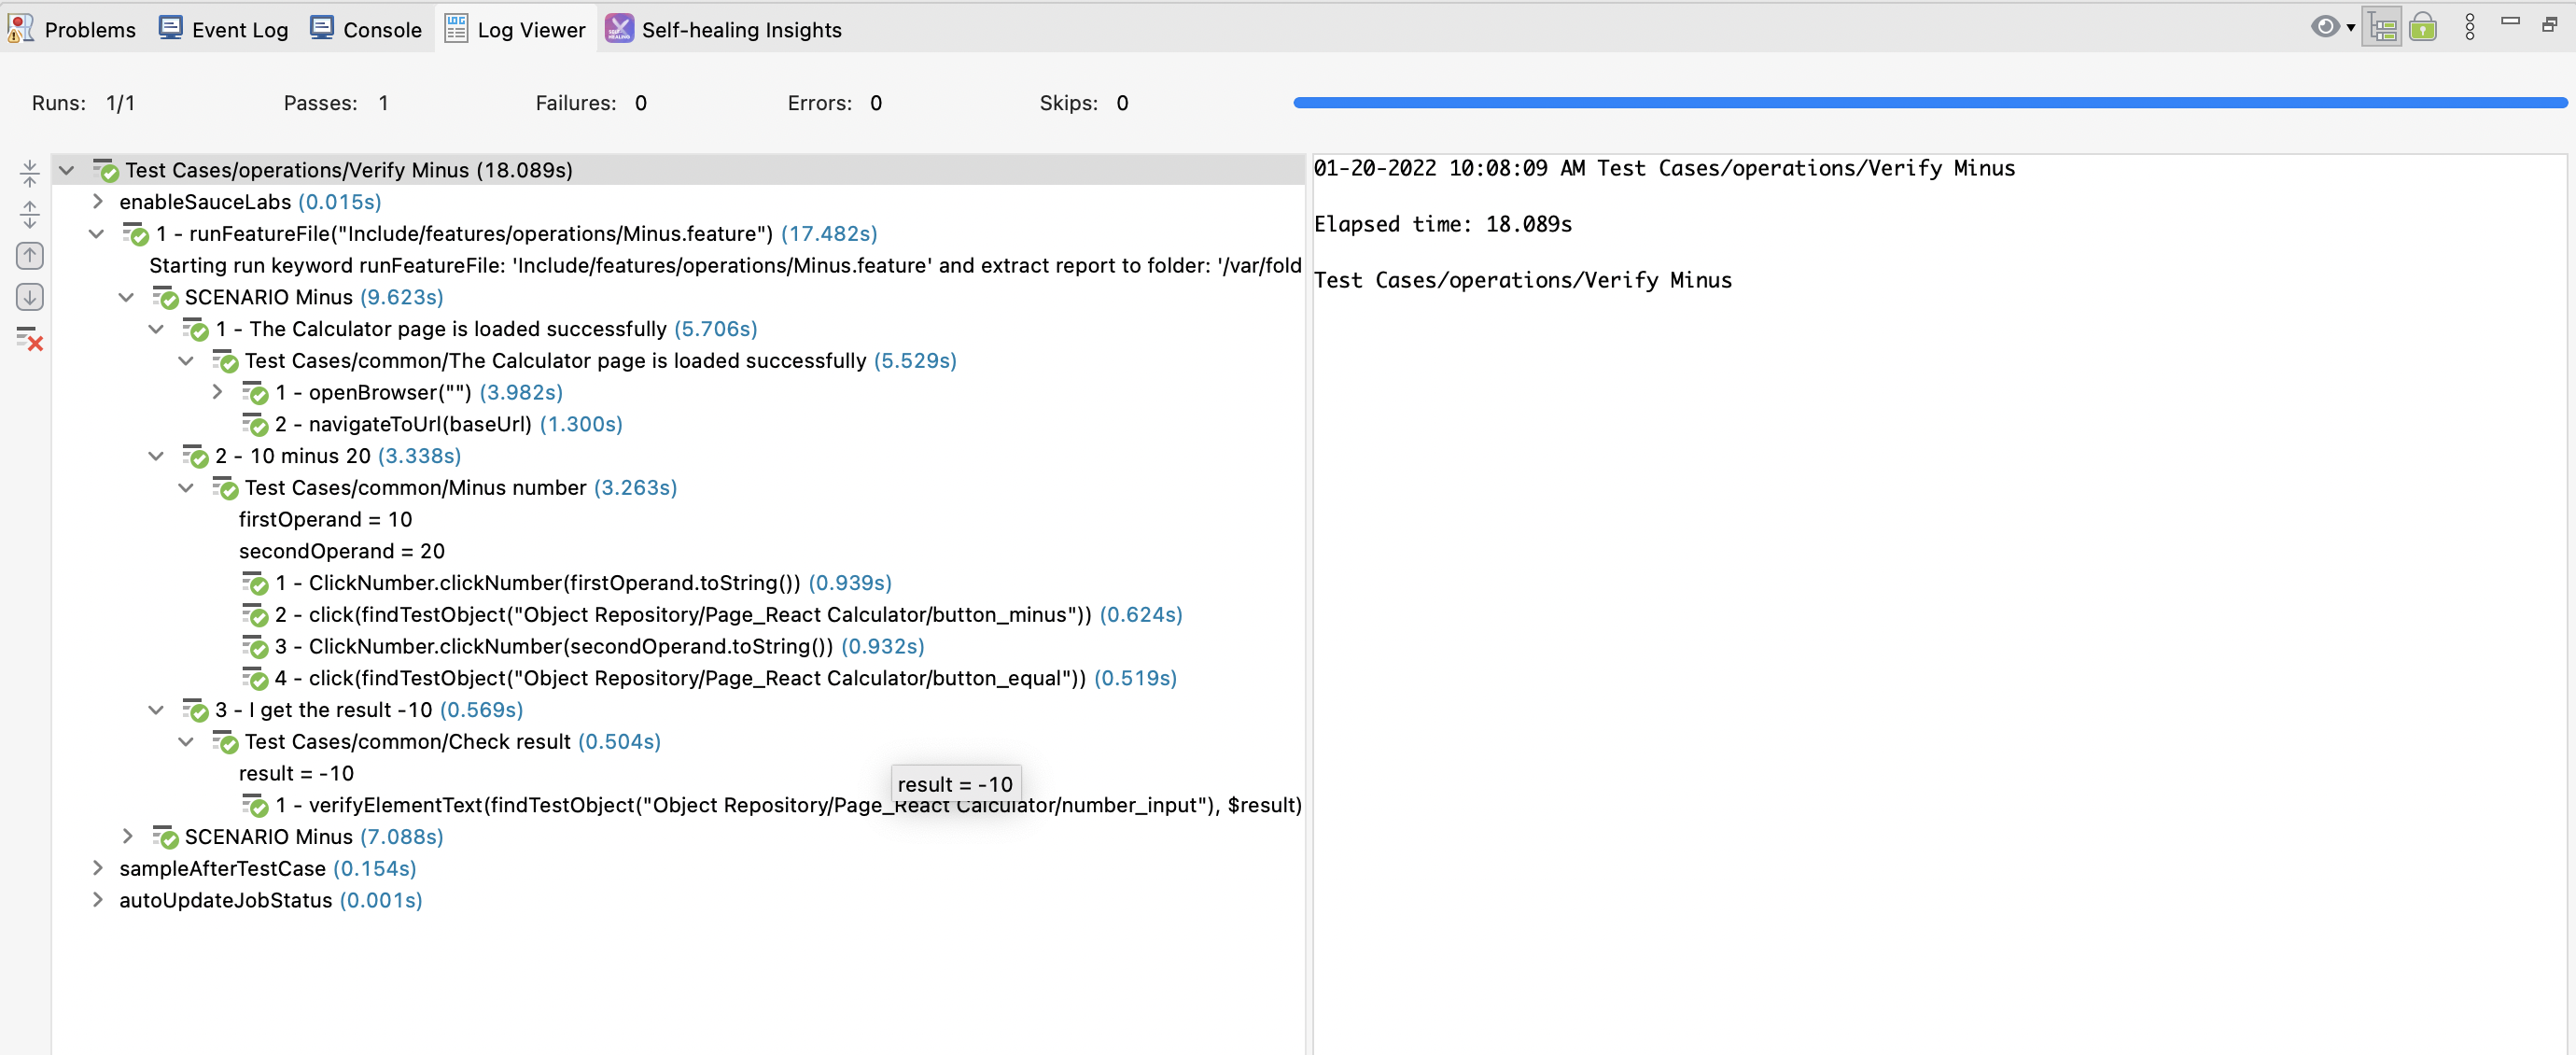 Problems Event Log Console Log Viewer Self-healing Insights
Runs: 1/1 Passes: 1 Failures: 0 Errors: 0 Skips: 0
Test Cases/operations/Verify Minus (18.089s)
enableSauceLabs (0.015s)
1 - runFeatureFile("Include/features/operations/Minus.feature") (17.482s)
Starting run keyword runFeatureFile: 'Include/features/operations/Minus.feature' and extract report to folder: '/var/fold
SCENARIO Minus (9.623s)
1 - The Calculator page is loaded successfully (5.706s)
Test Cases/common/The Calculator page is loaded successfully (5.529s)
1 - openBrowser("") (3.982s)
2 - navigateToUrl(baseUrl) (1.300s)
2 - 10 minus 20 (3.338s)
Test Cases/common/Minus number (3.263s)
firstOperand = 10
secondOperand = 20
1 - ClickNumber.clickNumber(firstOperand.toString()) (0.939s)
2 - click(findTestObject("Object Repository/Page_React Calculator/button_minus")) (0.624s)
3 - ClickNumber.clickNumber(secondOperand.toString()) (0.932s)
4 - click(findTestObject("Object Repository/Page_React Calculator/button_equal")) (0.519s)
3 - I get the result -10 (0.569s)
Test Cases/common/Check result (0.504s)
result = -10
result = -10
1 - verifyElementText(findTestObject("Object Repository/Page_React Calculator/number_input"), $result)
SCENARIO Minus (7.088s)
sampleAfterTestCase (0.154s)
autoUpdateJobStatus (0.001s)
01-20-2022 10:08:09 AM Test Cases/operations/Verify Minus
Elapsed time: 18.089s
Test Cases/operations/Verify Minus